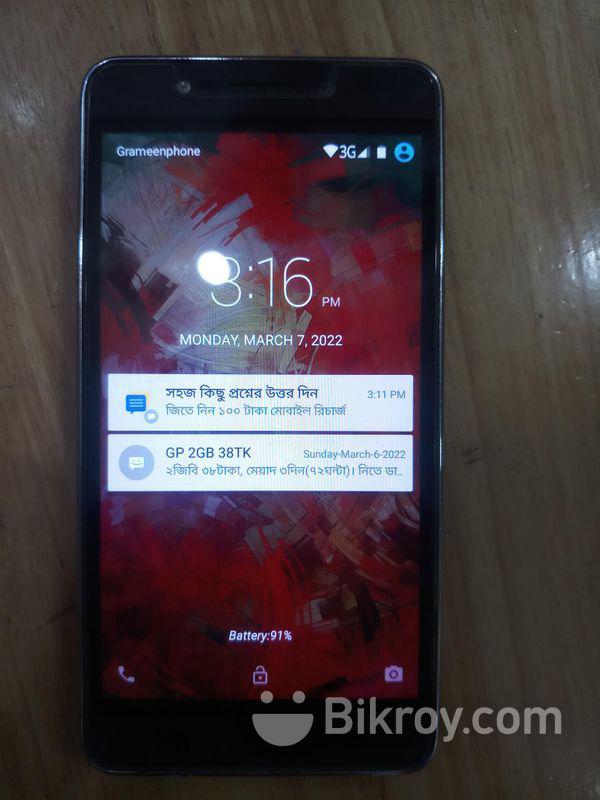 Grameenphone 3G
3:16 PM
MONDAY, MARCH 7, 2022
সহজ কিছু প্রশ্নের উত্তর দিন 3:11 PM
জিতে নিন ১০০ টাকা মোবাইল রিচার্জ
GP 2GB 38TK Sunday-March-6-2022
২জিবি ৩৮টাকা, মেয়াদ ৩দিন(৭২ঘন্টা)। নিতে ডা..
Battery:91%
Bikroy.com